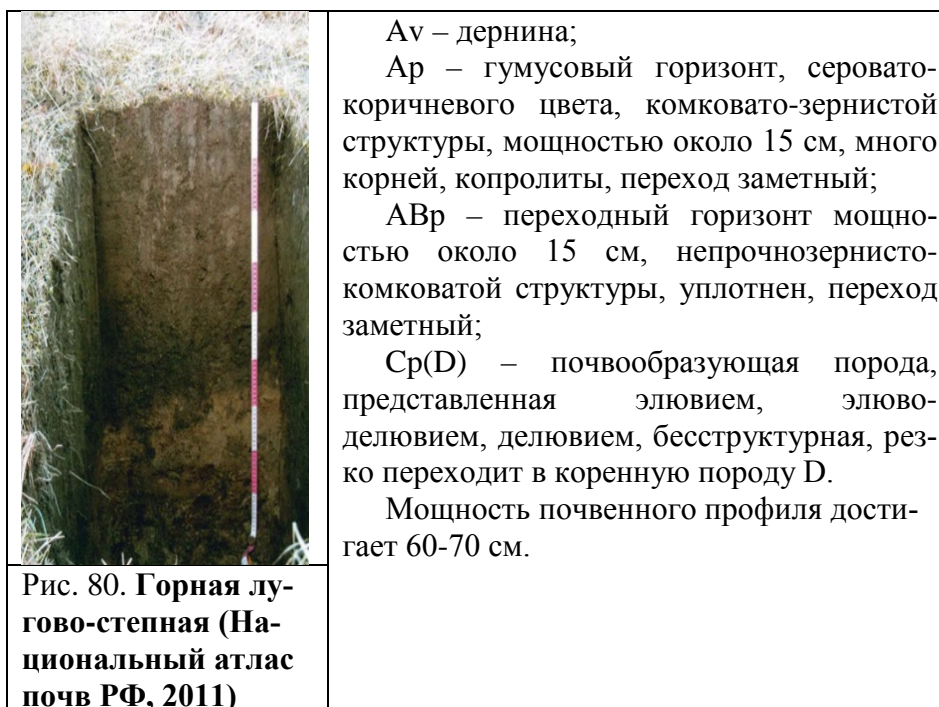 Av – дернина;
Ap – гумусовый горизонт, серовато-
коричневого цвета, комковато-зернистой
структуры, мощностью около 15 см, много
корней, копролиты, переход заметный;
ABp – переходный горизонт мощно-
стью около 15 см, непрочнозернисто-
комковатой структуры, уплотнен, переход
заметный;
Cp(D) – почвообразующая порода,
представленная элювием, элюво-
делювием, делювием, бесструктурная, рез-
ко переходит в коренную породу D.
Мощность почвенного профиля дости-
гает 60-70 см.
Рис. 80. Горная лу-
гово-степная (На-
циональный атлас
почв РФ, 2011)